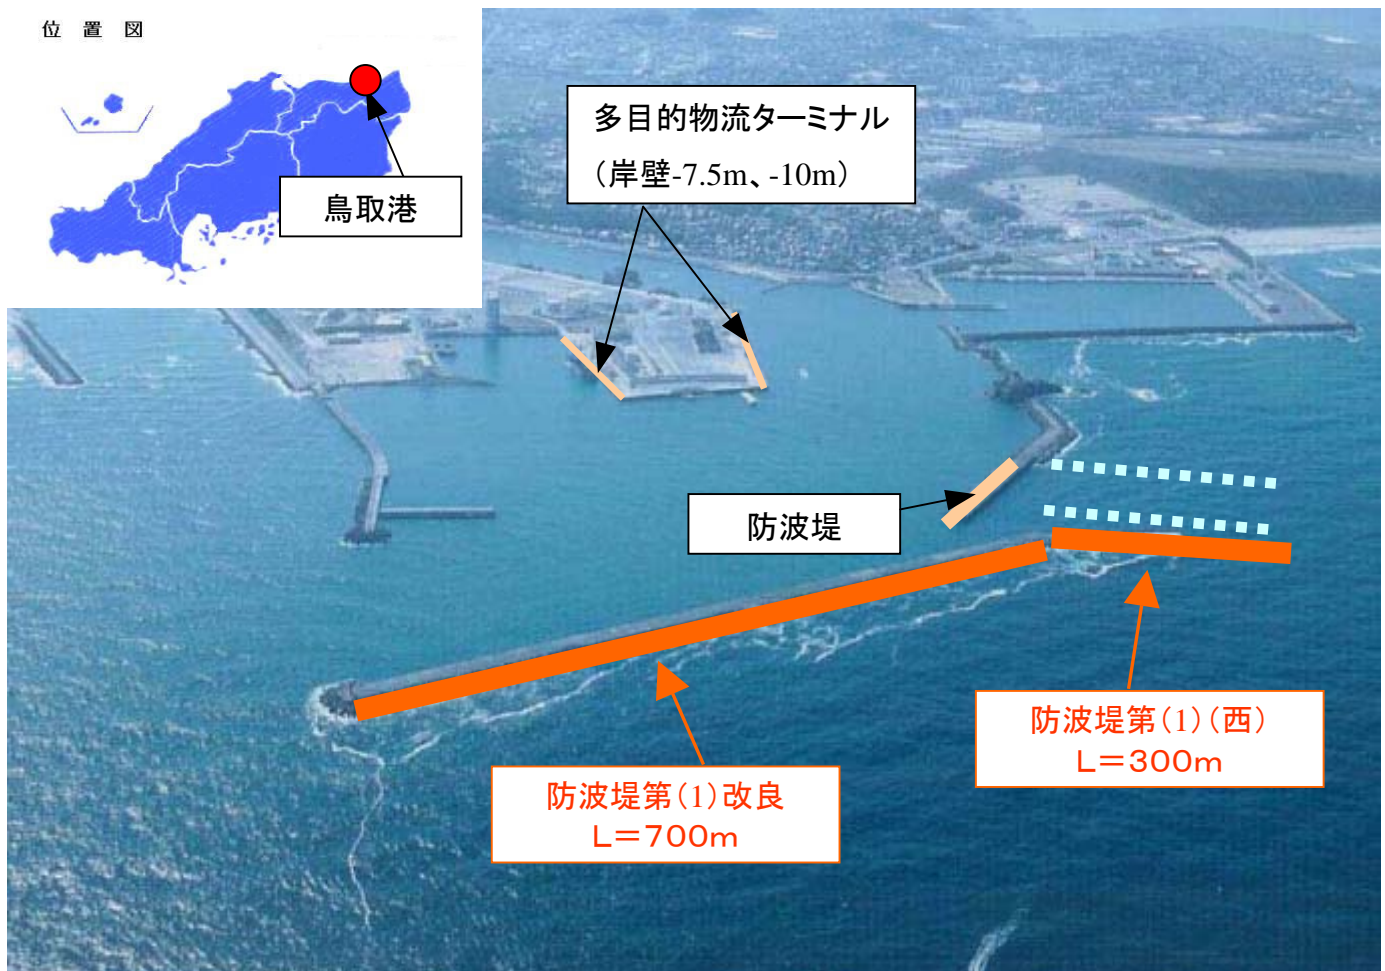 位 置 図
鳥取港
多目的物流ターミナル
（岸壁-7.5m、-10m）
防波堤
防波堤第(1)(西)
L＝300m
防波堤第(1)改良
L＝700m